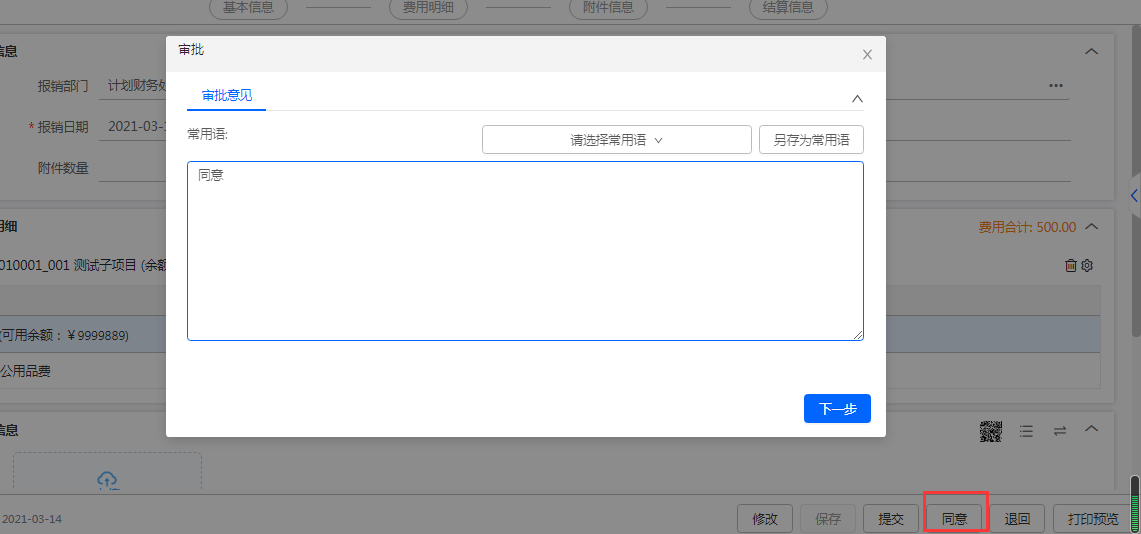 基本信息 费用明细 附件信息 结算信息
信息
审批
报销部门 计划财务处
审批意见
* 报销日期 2021-03-
常用语: 请选择常用语 另存为常用语
附件数量
同意
明细 费用合计: 500.00
010001_001 测试子项目 (余额
(可用余额：￥9999889)
公用品费
下一步
信息
2021-03-14 修改 保存 提交 同意 退回 打印预览